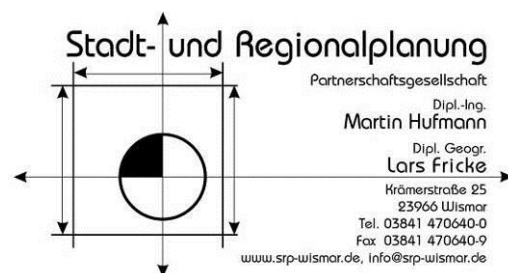 Stadt- und Regionalplanung
Partnerschaftsgesellschaft
Dipl.-Ing.
Martin Hufmann
Dipl. Geogr.
Lars Fricke
Krämerstraße 25
23966 Wismar
Tel. 03841 470640-0
Fax 03841 470640-9
www.srp-wismar.de, info@srp-wismar.de